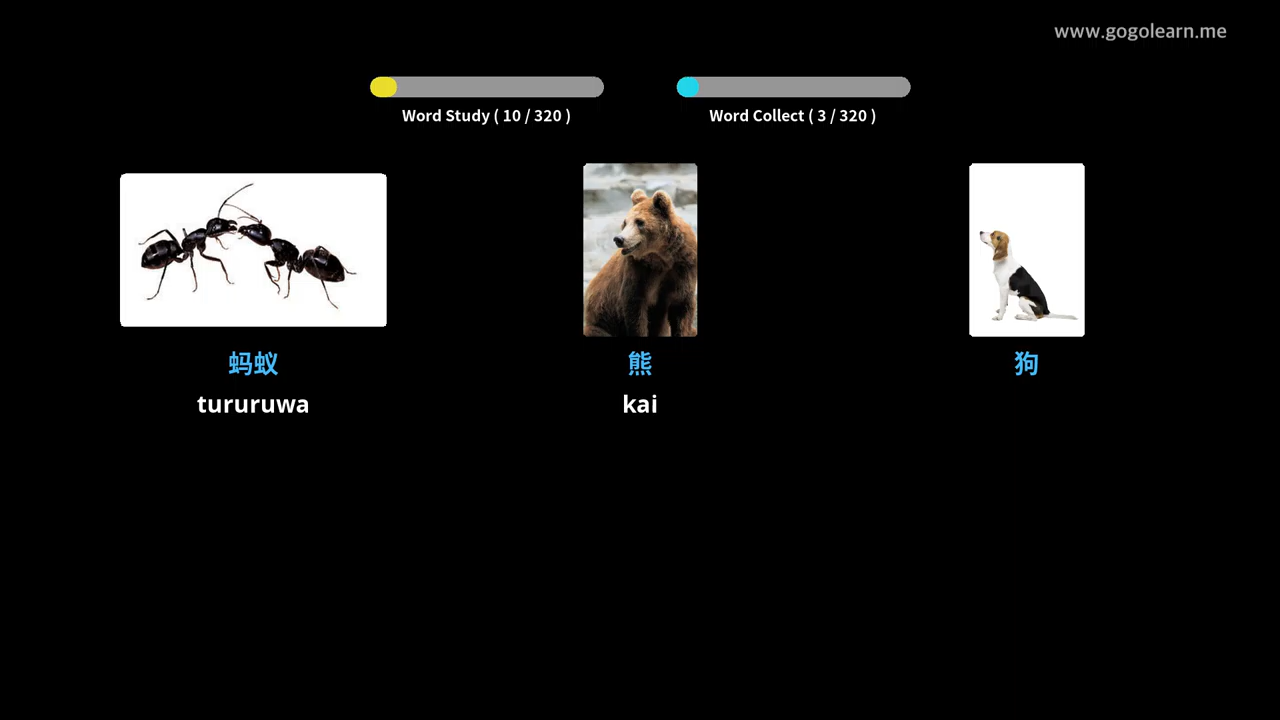 www.gogolearn.me
Word Study ( 10 / 320 )
Word Collect ( 3 / 320 )
蚂蚁
熊
狗
tururuwa
kai